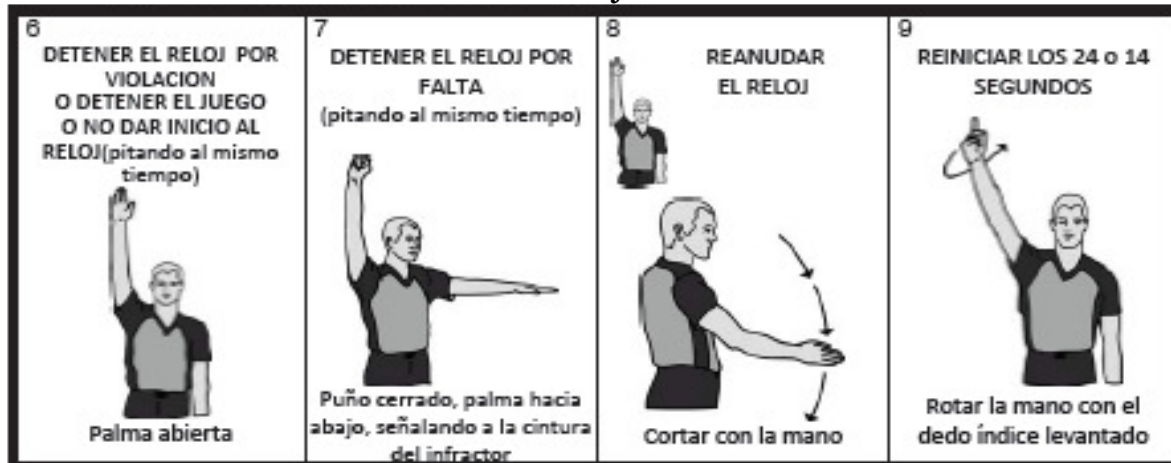 6
DETENER EL RELOJ POR
VIOLACION
O DETENER EL JUEGO
O NO DAR INICIO AL
RELOJ(pitando al mismo
tiempo)
Palma abierta
7
DETENER EL RELOJ POR
FALTA
(pitando al mismo tiempo)
Puño cerrado, palma hacia
abajo, señalando a la cintura
del infractor
8
REANUDAR
EL RELOJ
Cortar con la mano
9
REINICIAR LOS 24 o 14
SEGUNDOS
Rotar la mano con el
dedo índice levantado